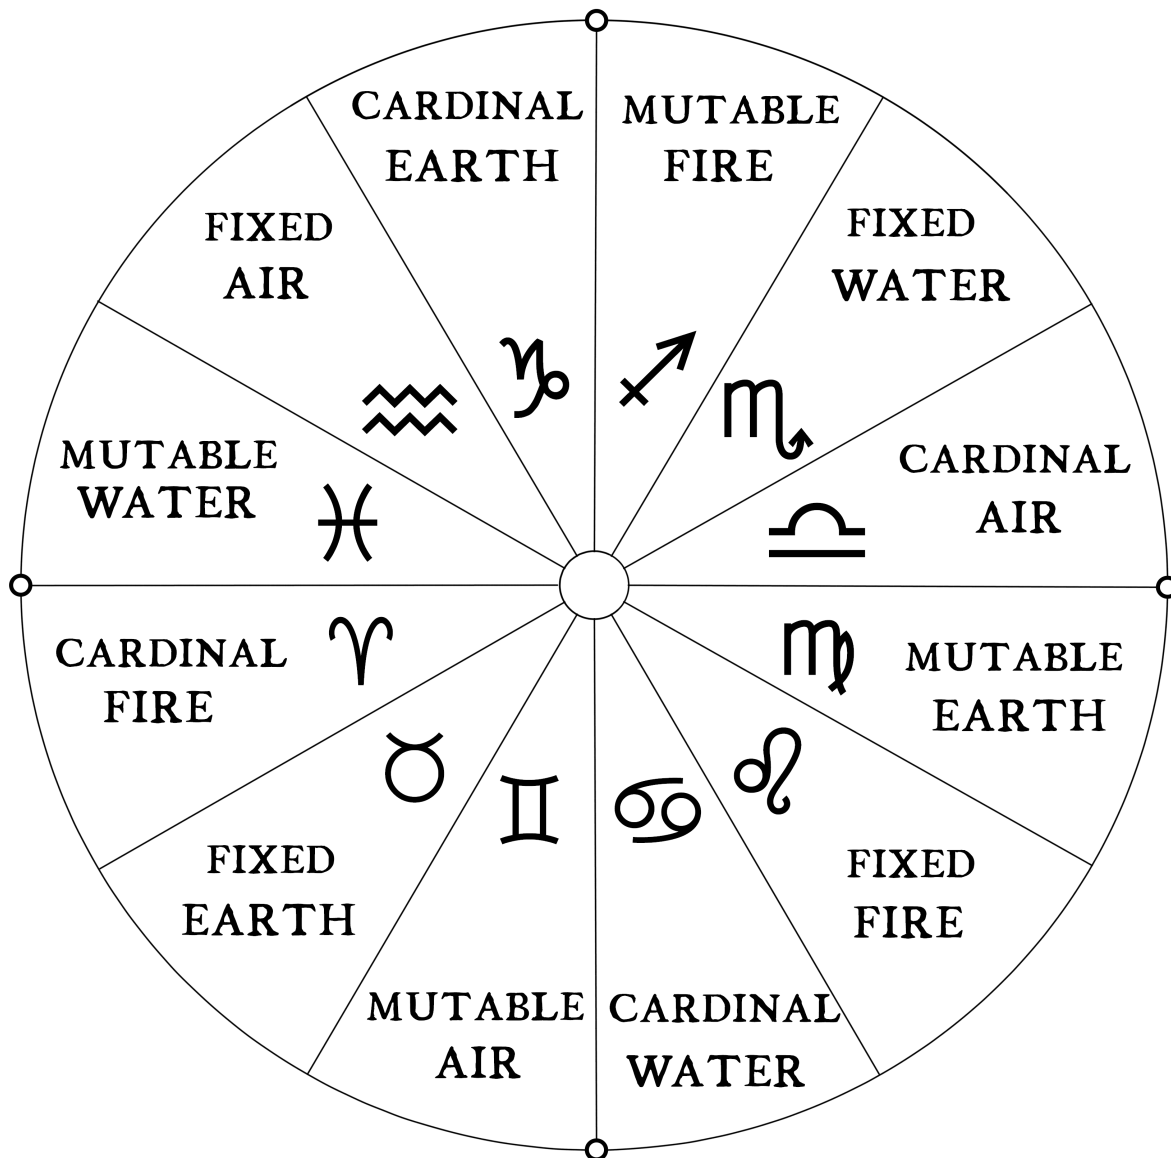 CARDINAL
EARTH
MUTABLE
FIRE
FIXED
WATER
CARDINAL
AIR
MUTABLE
EARTH
FIXED
FIRE
CARDINAL
WATER
MUTABLE
AIR
FIXED
EARTH
CARDINAL
FIRE
MUTABLE
WATER
FIXED
AIR
♑
♐
♏
♎
♍
♌
♋
♊
♉
♈
♓
♒